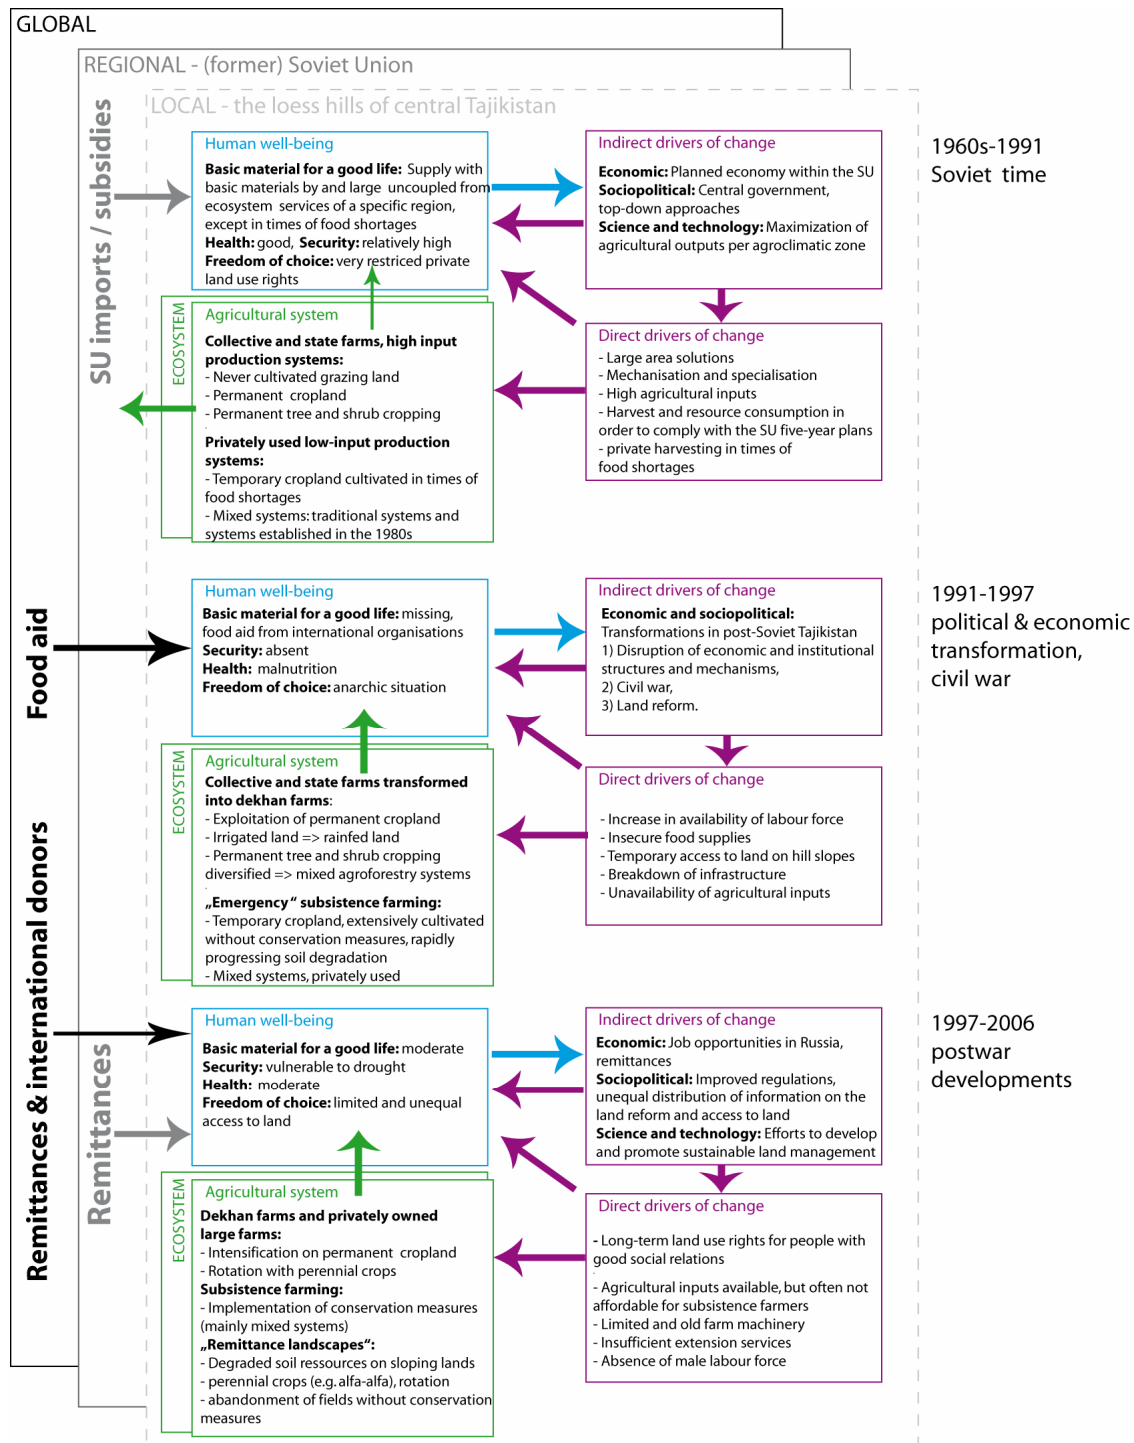 GLOBAL
REGIONAL - (former) Soviet Union
LOCAL - the loess hills of central Tajikistan
SU imports / subsidies
Human well-being
Basic material for a good life: Supply with
basic materials by and large uncoupled from
ecosystem services of a specific region,
except in times of food shortages
Health: good, Security: relatively high
Freedom of choice: very restriced private
land use rights
Indirect drivers of change
Economic: Planned economy within the SU
Sociopolitical: Central government,
top-down approaches
Science and technology: Maximization of
agricultural outputs per agroclimatic zone
1960s-1991
Soviet time
ECOSYSTEM
Agricultural system
Collective and state farms, high input
production systems:
- Never cultivated grazing land
- Permanent cropland
- Permanent tree and shrub cropping
Privately used low-input production
systems:
- Temporary cropland cultivated in times of
food shortages
- Mixed systems: traditional systems and
systems established in the 1980s
Direct drivers of change
- Large area solutions
- Mechanisation and specialisation
- High agricultural inputs
- Harvest and resource consumption in
order to comply with the SU five-year plans
- private harvesting in times of
food shortages
Food aid
Human well-being
Basic material for a good life: missing,
food aid from international organisations
Security: absent
Health: malnutrition
Freedom of choice: anarchic situation
Indirect drivers of change
Economic and sociopolitical:
Transformations in post-Soviet Tajikistan
1) Disruption of economic and institutional
structures and mechanisms,
2) Civil war,
3) Land reform.
1991-1997
political & economic
transformation,
civil war
ECOSYSTEM
Agricultural system
Collective and state farms transformed
into dekhan farms:
- Exploitation of permanent cropland
- Irrigated land => rainfed land
- Permanent tree and shrub cropping
diversified => mixed agroforestry systems
„Emergency“ subsistence farming:
- Temporary cropland, extensively cultivated
without conservation measures, rapidly
progressing soil degradation
- Mixed systems, privately used
Direct drivers of change
- Increase in availability of labour force
- Insecure food supplies
- Temporary access to land on hill slopes
- Breakdown of infrastructure
- Unavailability of agricultural inputs
Remittances & international donors
Remittances
Human well-being
Basic material for a good life: moderate
Security: vulnerable to drought
Health: moderate
Freedom of choice: limited and unequal
access to land
Indirect drivers of change
Economic: Job opportunities in Russia,
remittances
Sociopolitical: Improved regulations,
unequal distribution of information on the
land reform and access to land
Science and technology: Efforts to develop
and promote sustainable land management
1997-2006
postwar
developments
ECOSYSTEM
Agricultural system
Dekhan farms and privately owned
large farms:
- Intensification on permanent cropland
- Rotation with perennial crops
Subsistence farming:
- Implementation of conservation measures
(mainly mixed systems)
„Remittance landscapes“:
- Degraded soil ressources on sloping lands
- perennial crops (e.g. alfa-alfa), rotation
- abandonment of fields without conservation
measures
Direct drivers of change
- Long-term land use rights for people with
good social relations
- Agricultural inputs available, but often not
affordable for subsistence farmers
- Limited and old farm machinery
- Insufficient extension services
- Absence of male labour force